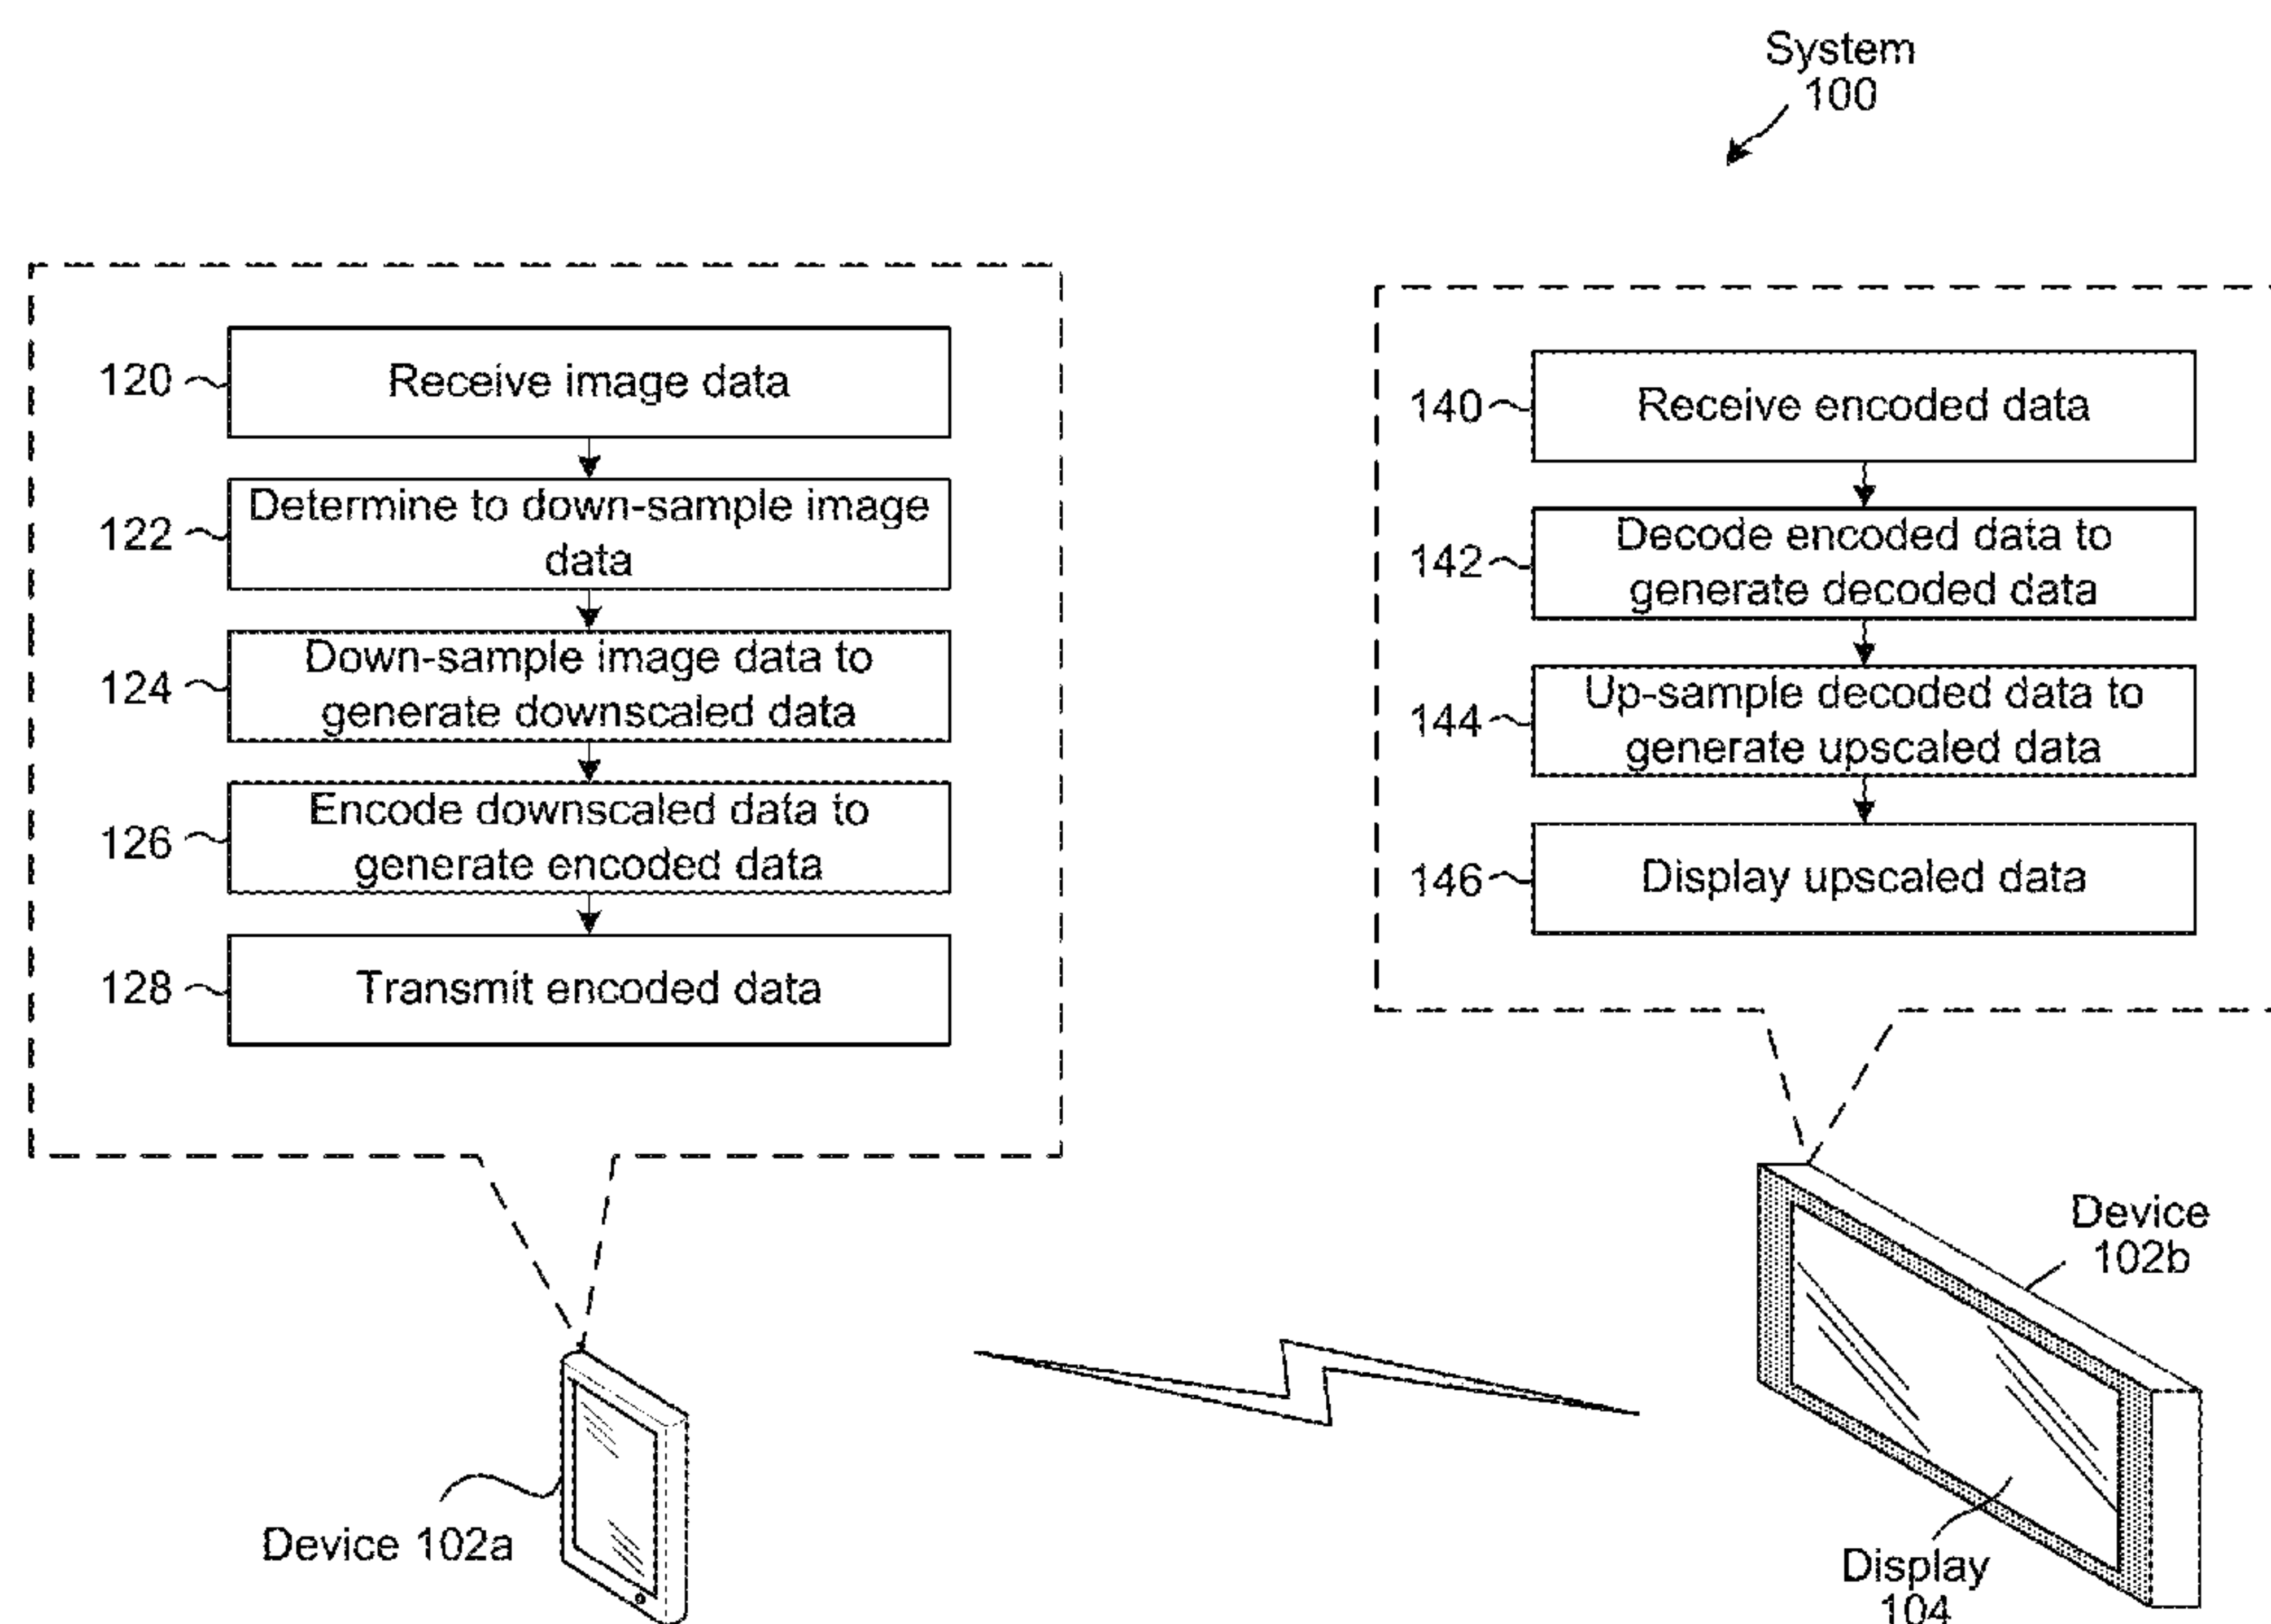 System
100
120
Receive image data
122
Determine to down-sample image
data
124
Down-sample image data to
generate downscaled data
126
Encode downscaled data to
generate encoded data
128
Transmit encoded data
140
Receive encoded data
142
Decode encoded data to
generate decoded data
144
Up-sample decoded data to
generate upscaled data
146
Display upscaled data
Device 102a
Device
102b
Display
104